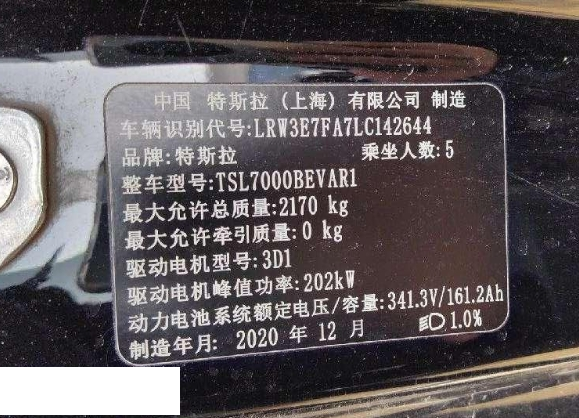 中国 特斯拉（上海）有限公司 制造
车辆识别代号:LRW3E7FA7LC142644
品牌:特斯拉 乘坐人数:5
整车型号:TSL7000BEVAR1
最大允许总质量:2170 kg
最大允许牵引质量:0 kg
驱动电机型号:3D1
驱动电机峰值功率:202kW
动力电池系统额定电压/容量:341.3V/161.2Ah
制造年月: 2020 年 12 月 1.0%